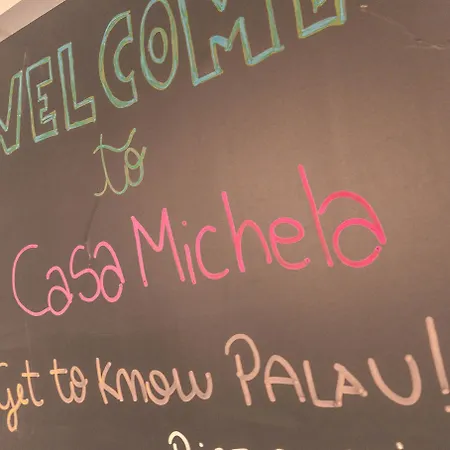 WELCOME
to
Casa Michela
Get to know PALAU!